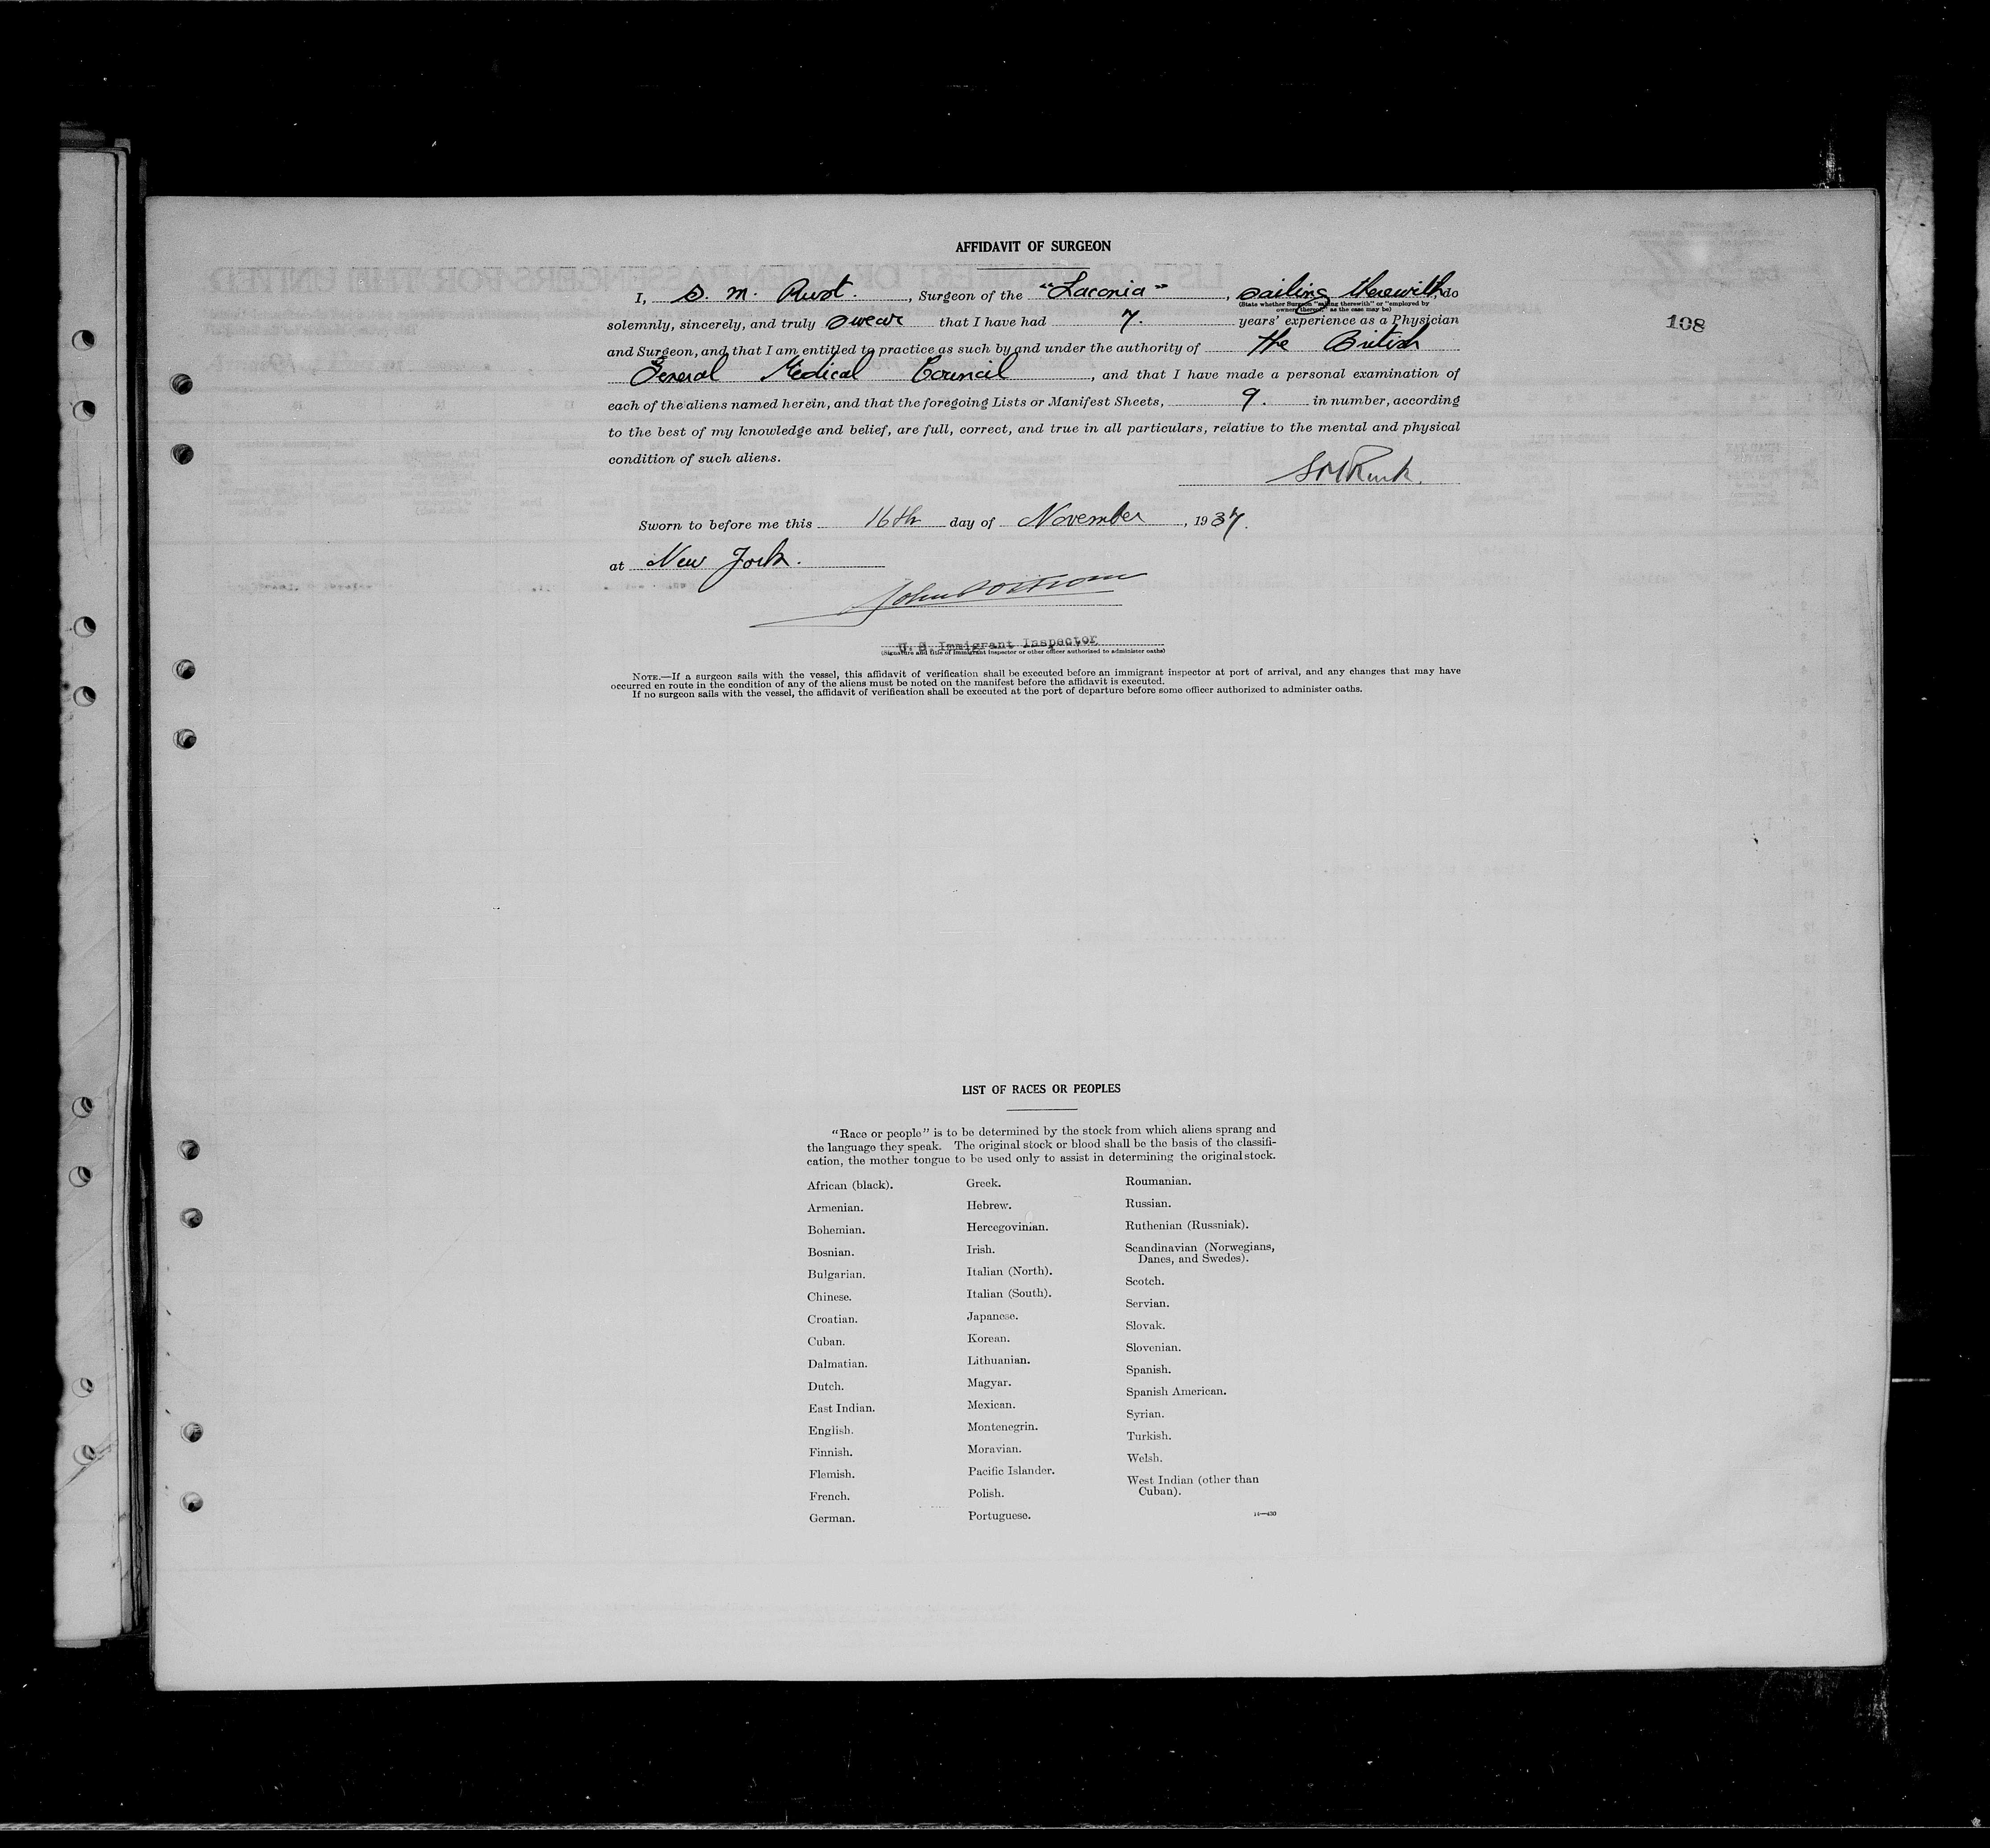 AFFIDAVIT OF SURGEON
I, S. M. Rust. , Surgeon of the "Laconia" , sailing therewith, do
(State whether Surgeon "sailing therewith" or "employed by
owners thereof," as the case may be)
solemnly, sincerely, and truly swear that I have had 7. years' experience as a Physician
108
and Surgeon, and that I am entitled to practice as such by and under the authority of the British
General Medical Council , and that I have made a personal examination of
each of the aliens named herein, and that the foregoing Lists or Manifest Sheets, 9. in number, according
to the best of my knowledge and belief, are full, correct, and true in all particulars, relative to the mental and physical
condition of such aliens.
Sworn to before me this 16th day of November , 1937.
at New York.
U. S. Immigrant Inspector
(Signature and title of immigrant inspector or other officer authorized to administer oaths)
NOTE.—If a surgeon sails with the vessel, this affidavit of verification shall be executed before an immigrant inspector at port of arrival, and any changes that may have
occurred en route in the condition of any of the aliens must be noted on the manifest before the affidavit is executed.
If no surgeon sails with the vessel, the affidavit of verification shall be executed at the port of departure before some officer authorized to administer oaths.
LIST OF RACES OR PEOPLES
"Race or people" is to be determined by the stock from which aliens sprang and
the language they speak. The original stock or blood shall be the basis of the classifi-
cation, the mother tongue to be used only to assist in determining the original stock.
African (black).
Armenian.
Bohemian.
Bosnian.
Bulgarian.
Chinese.
Croatian.
Cuban.
Dalmatian.
Dutch.
East Indian.
English.
Finnish.
Flemish.
French.
German.
Greek.
Hebrew.
Hercegovinian.
Irish.
Italian (North).
Italian (South).
Japanese.
Korean.
Lithuanian.
Magyar.
Mexican.
Montenegrin.
Moravian.
Pacific Islander.
Polish.
Portuguese.
Roumanian.
Russian.
Ruthenian (Russniak).
Scandinavian (Norwegians,
Danes, and Swedes).
Scotch.
Servian.
Slovak.
Slovenian.
Spanish.
Spanish American.
Syrian.
Turkish.
Welsh.
West Indian (other than
Cuban).